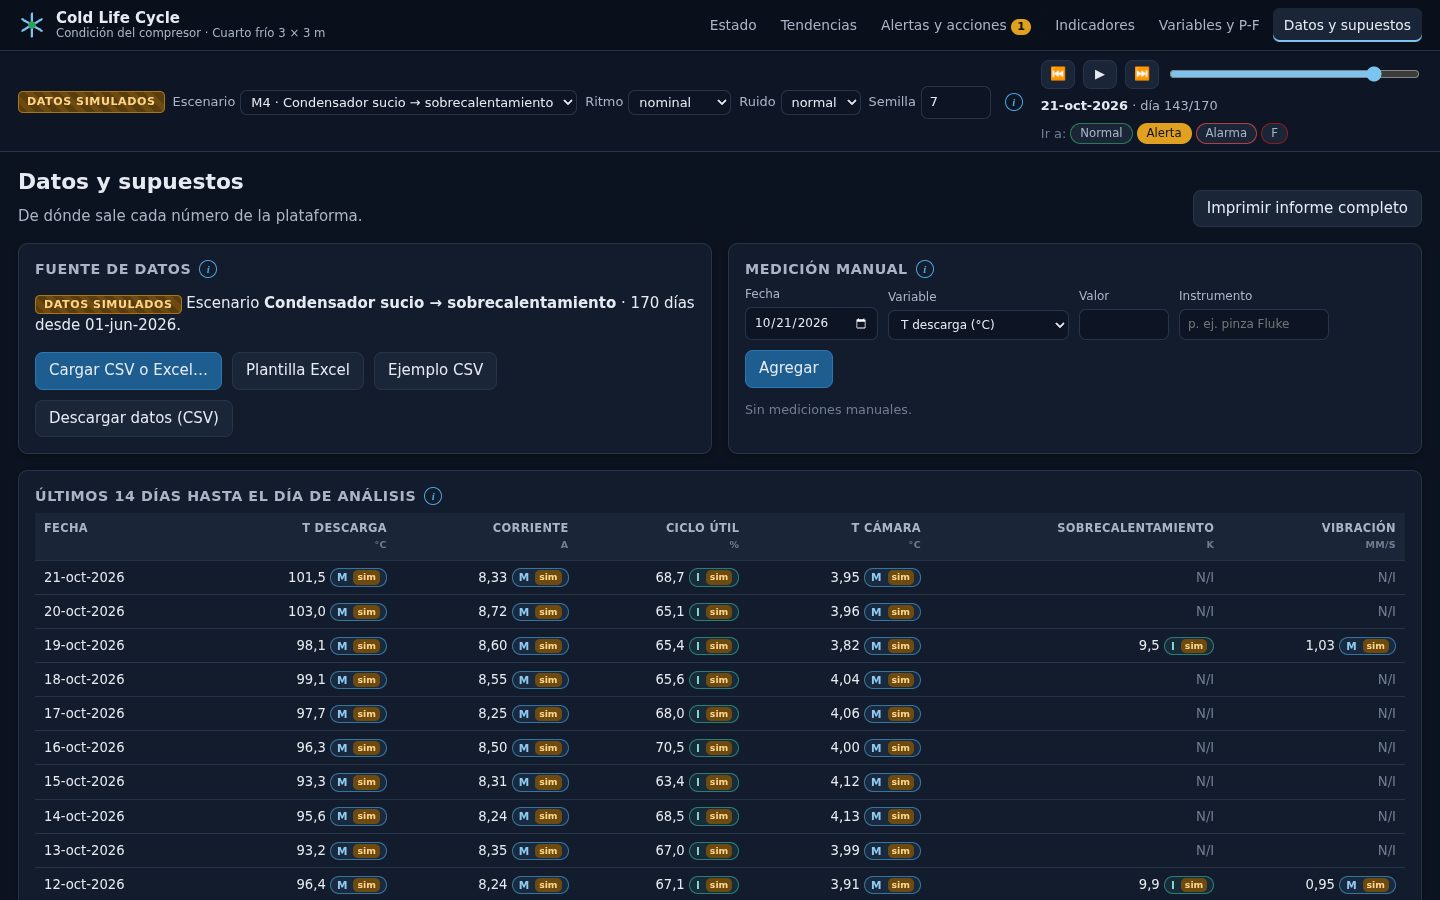 Cold Life Cycle
Condición del compresor · Cuarto frío 3 × 3 m
Estado Tendencias Alertas y acciones 1 Indicadores Variables y P-F Datos y supuestos
DATOS SIMULADOS Escenario M4 · Condensador sucio → sobrecalentamiento Ritmo nominal Ruido normal Semilla 7 i
21-oct-2026 · día 143/170
Ir a: Normal Alerta Alarma F
Datos y supuestos
De dónde sale cada número de la plataforma.
Imprimir informe completo
FUENTE DE DATOS i
DATOS SIMULADOS Escenario Condensador sucio → sobrecalentamiento · 170 días
desde 01-jun-2026.
Cargar CSV o Excel... Plantilla Excel Ejemplo CSV
Descargar datos (CSV)
MEDICIÓN MANUAL i
Fecha Variable Valor Instrumento
10/21/2026 T descarga (°C) p. ej. pinza Fluke
Agregar
Sin mediciones manuales.
ÚLTIMOS 14 DÍAS HASTA EL DÍA DE ANÁLISIS i
FECHA T DESCARGA CORRIENTE CICLO ÚTIL T CÁMARA SOBRECALENTAMIENTO VIBRACIÓN
°C A % °C K MM/S
21-oct-2026 101,5 M sim 8,33 M sim 68,7 I sim 3,95 M sim N/I N/I
20-oct-2026 103,0 M sim 8,72 M sim 65,1 I sim 3,96 M sim N/I N/I
19-oct-2026 98,1 M sim 8,60 M sim 65,4 I sim 3,82 M sim 9,5 I sim 1,03 M sim
18-oct-2026 99,1 M sim 8,55 M sim 65,6 I sim 4,04 M sim N/I N/I
17-oct-2026 97,7 M sim 8,25 M sim 68,0 I sim 4,06 M sim N/I N/I
16-oct-2026 96,3 M sim 8,50 M sim 70,5 I sim 4,00 M sim N/I N/I
15-oct-2026 93,3 M sim 8,31 M sim 63,4 I sim 4,12 M sim N/I N/I
14-oct-2026 95,6 M sim 8,24 M sim 68,5 I sim 4,13 M sim N/I N/I
13-oct-2026 93,2 M sim 8,35 M sim 67,0 I sim 3,99 M sim N/I N/I
12-oct-2026 96,4 M sim 8,24 M sim 67,1 I sim 3,91 M sim 9,9 I sim 0,95 M sim